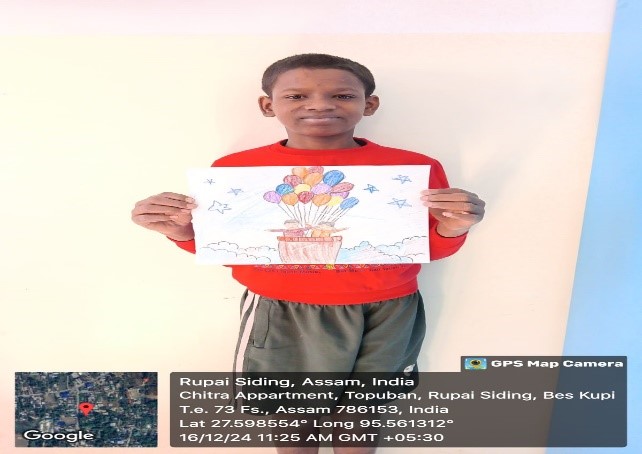 GPS Map Camera
Rupai Siding, Assam, India
Chitra Appartment, Topuban, Rupai Siding, Bes Kupi
T.e. 73 Fs., Assam 786153, India
Lat 27.598554° Long 95.561312°
16/12/24 11:25 AM GMT +05:30
Google